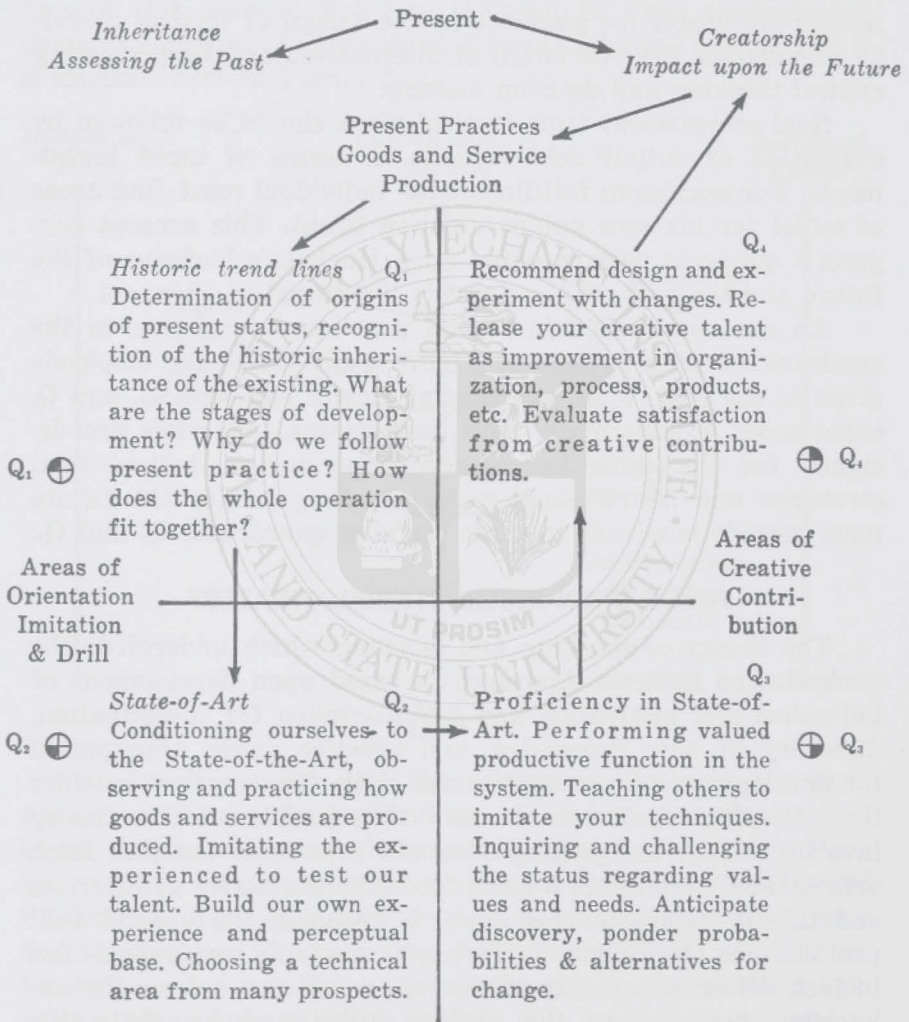 Present
Inheritance
Assessing the Past
Creatorship
Impact upon the Future
Present Practices
Goods and Service
Production
Historic trend lines Q₁
Determination of origins
of present status, recogni-
tion of the historic inheri-
tance of the existing. What
are the stages of develop-
ment? Why do we follow
present practice? How
does the whole operation
fit together?
Q₁
Q₄
Recommend design and ex-
periment with changes. Re-
lease your creative talent
as improvement in organi-
zation, process, products,
etc. Evaluate satisfaction
from creative contribu-
tions.
Q₄
Areas of
Orientation
Imitation
& Drill
Areas of
Creative
Contri-
bution
State-of-Art Q₂
Conditioning ourselves to
the State-of-the-Art, ob-
serving and practicing how
goods and services are pro-
duced. Imitating the ex-
perienced to test our
talent. Build our own ex-
perience and perceptual
base. Choosing a technical
area from many prospects.
Q₂
Q₃
Proficiency in State-of-
Art. Performing valued
productive function in the
system. Teaching others to
imitate your techniques.
Inquiring and challenging
the status regarding val-
ues and needs. Anticipate
discovery, ponder proba-
bilities & alternatives for
change.
Q₃
VIRGINIA POLYTECHNIC INSTITUTE
AND STATE UNIVERSITY
UT PROSIM